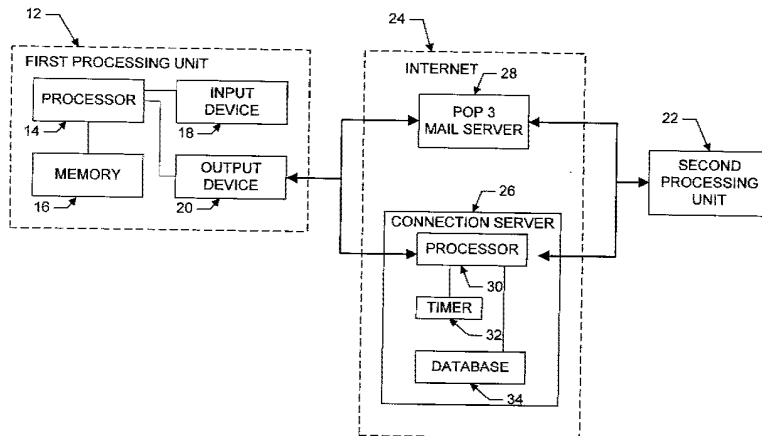 12
FIRST PROCESSING UNIT
PROCESSOR
14
INPUT
DEVICE
18
MEMORY
16
OUTPUT
DEVICE
20
24
INTERNET
28
POP 3
MAIL SERVER
26
CONNECTION SERVER
PROCESSOR
30
TIMER
32
DATABASE
34
22
SECOND
PROCESSING
UNIT